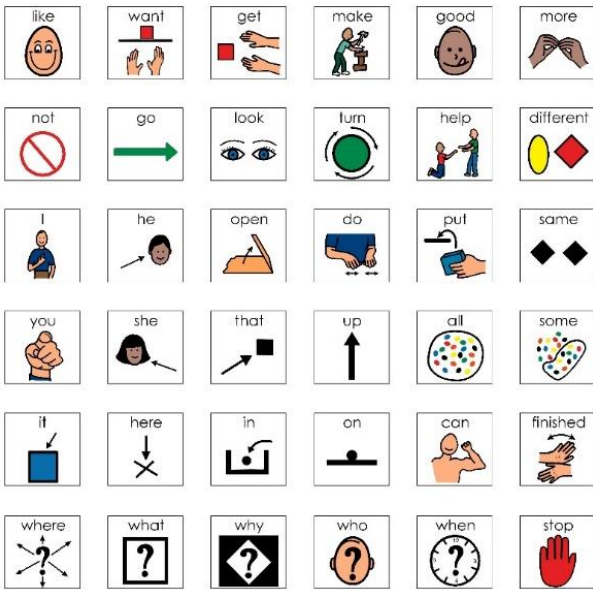 like want get make good more
not go look turn help different
I he open do put same
you she that up all some
it here in on can finished
where what why who when stop
? ? ? ? ?